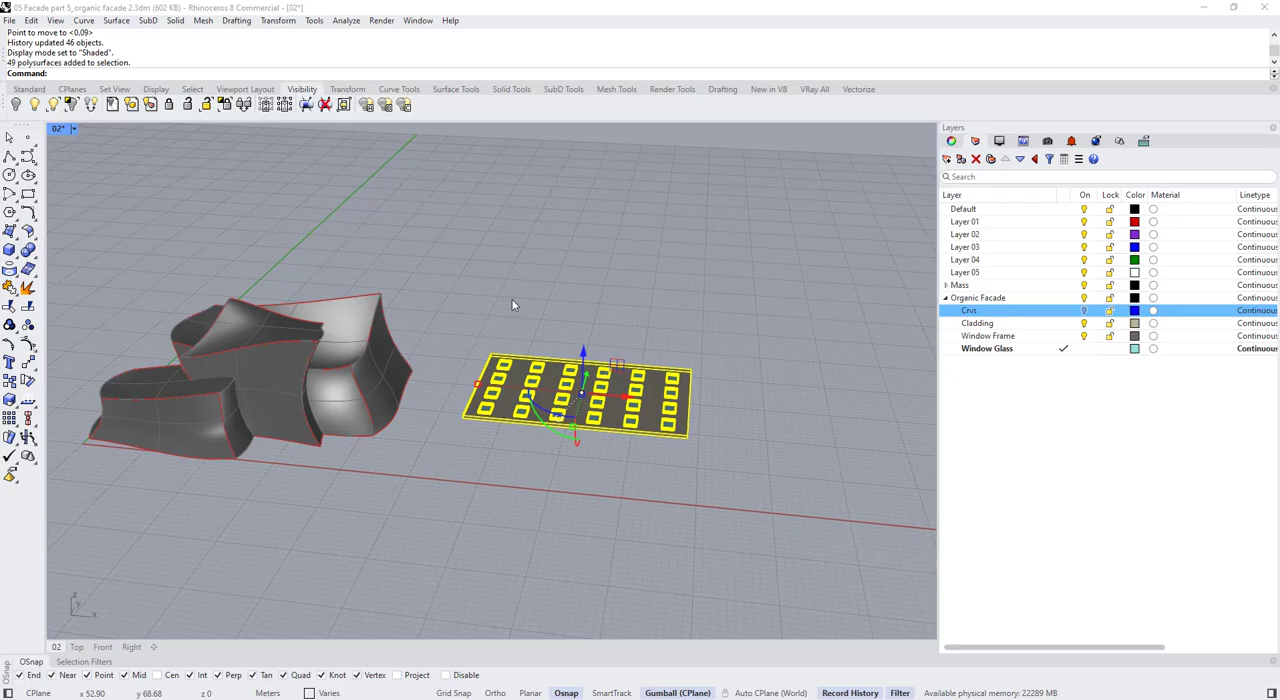 05 Facade part 5_organic facade 2.3dm (602 KB) - Rhinoceros 8 Commercial - [02*]
File Edit View Curve Surface SubD Solid Mesh Drafting Transform Tools Analyze Render Window Help
Point to move to <0.09>
History updated 46 objects.
Display mode set to "Shaded".
49 polysurfaces added to selection.
Command:
Standard CPlanes Set View Display Select Viewport Layout Visibility Transform Curve Tools Surface Tools Solid Tools SubD Tools Mesh Tools Render Tools Drafting New in V8 VRay All Vectorize
02*
Layers
Search
Layer On Lock Color Material Linetype
Default Continuous
Layer 01 Continuous
Layer 02 Continuous
Layer 03 Continuous
Layer 04 Continuous
Layer 05 Continuous
Mass Continuous
Organic Facade Continuous
Crvs Continuous
Cladding Continuous
Window Frame Continuous
Window Glass Continuous
z
y
x
02 Top Front Right
OSnap Selection Filters
OSnap
End Near Point Mid Cen Int Perp Tan Quad Knot Vertex Project Disable
CPlane x 52.90 y 68.68 z 0 Meters Varies Grid Snap Ortho Planar Osnap SmartTrack Gumball (CPlane) Auto CPlane (World) Record History Filter Available physical memory: 22289 MB